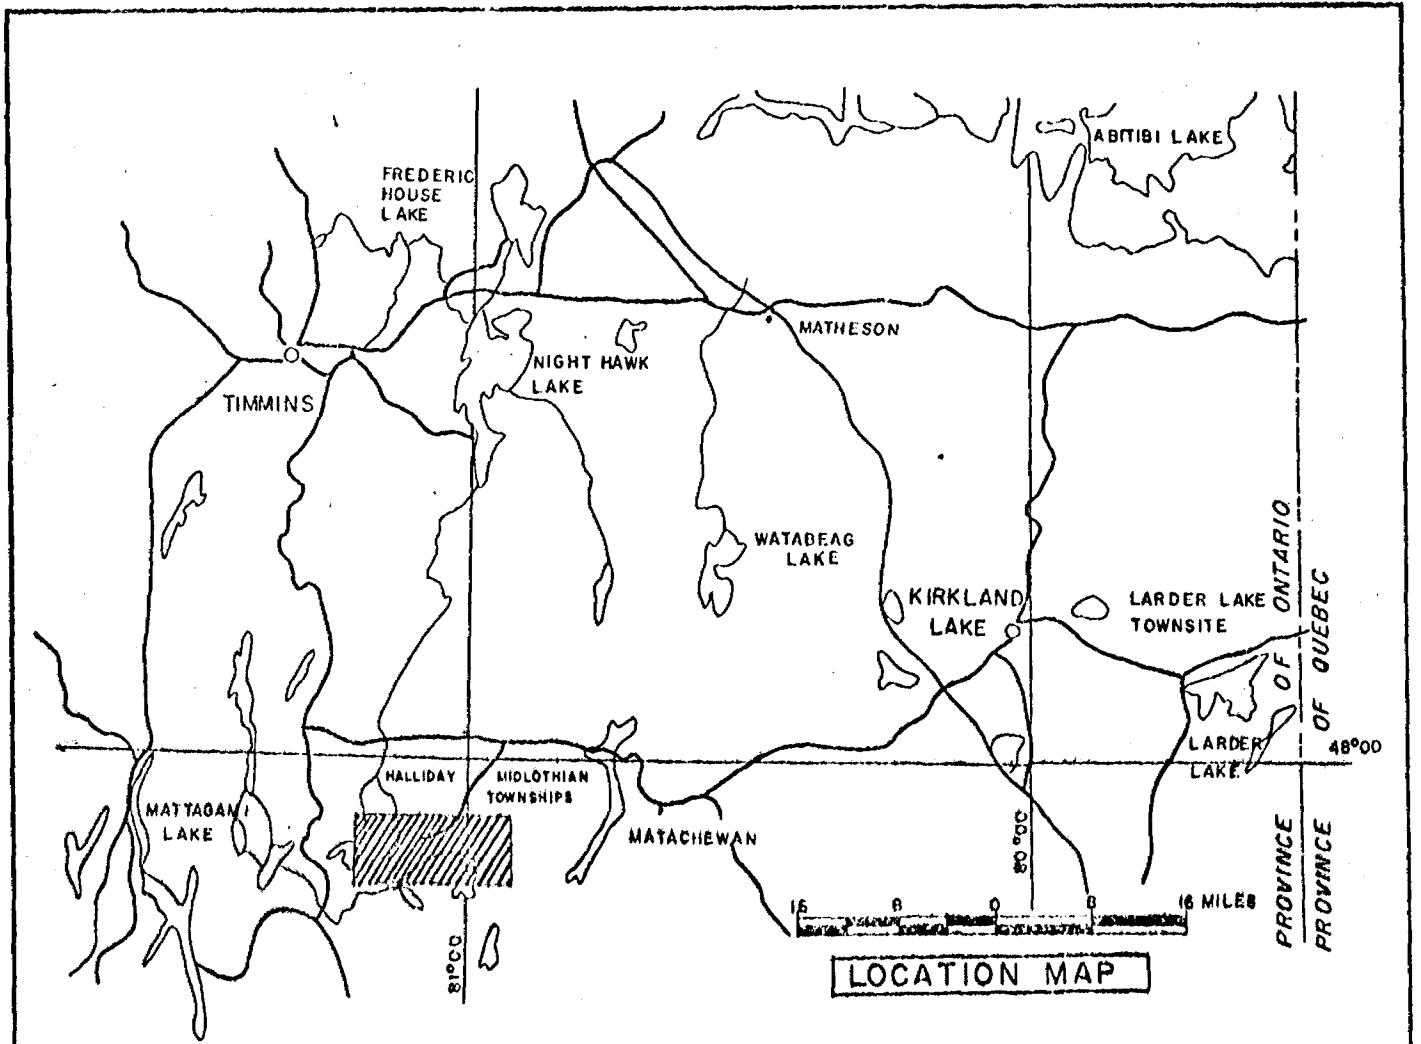 ABITIBI LAKE
FREDERIC
HOUSE
LAKE
MATHESON
NIGHT HAWK
LAKE
TIMMINS
WATABEAG
LAKE
KIRKLAND
LAKE
LARDER LAKE
TOWNSITE
PROVINCE OF ONTARIO
PROVINCE OF QUEBEC
48°00
LARDER
LAKE
HALLIDAY
MIDLOTHIAN
TOWNSHIPS
MATTAGAMI
LAKE
MATACHEWAN
80°00
81°00
16 8 0 8 16 MILES
LOCATION MAP